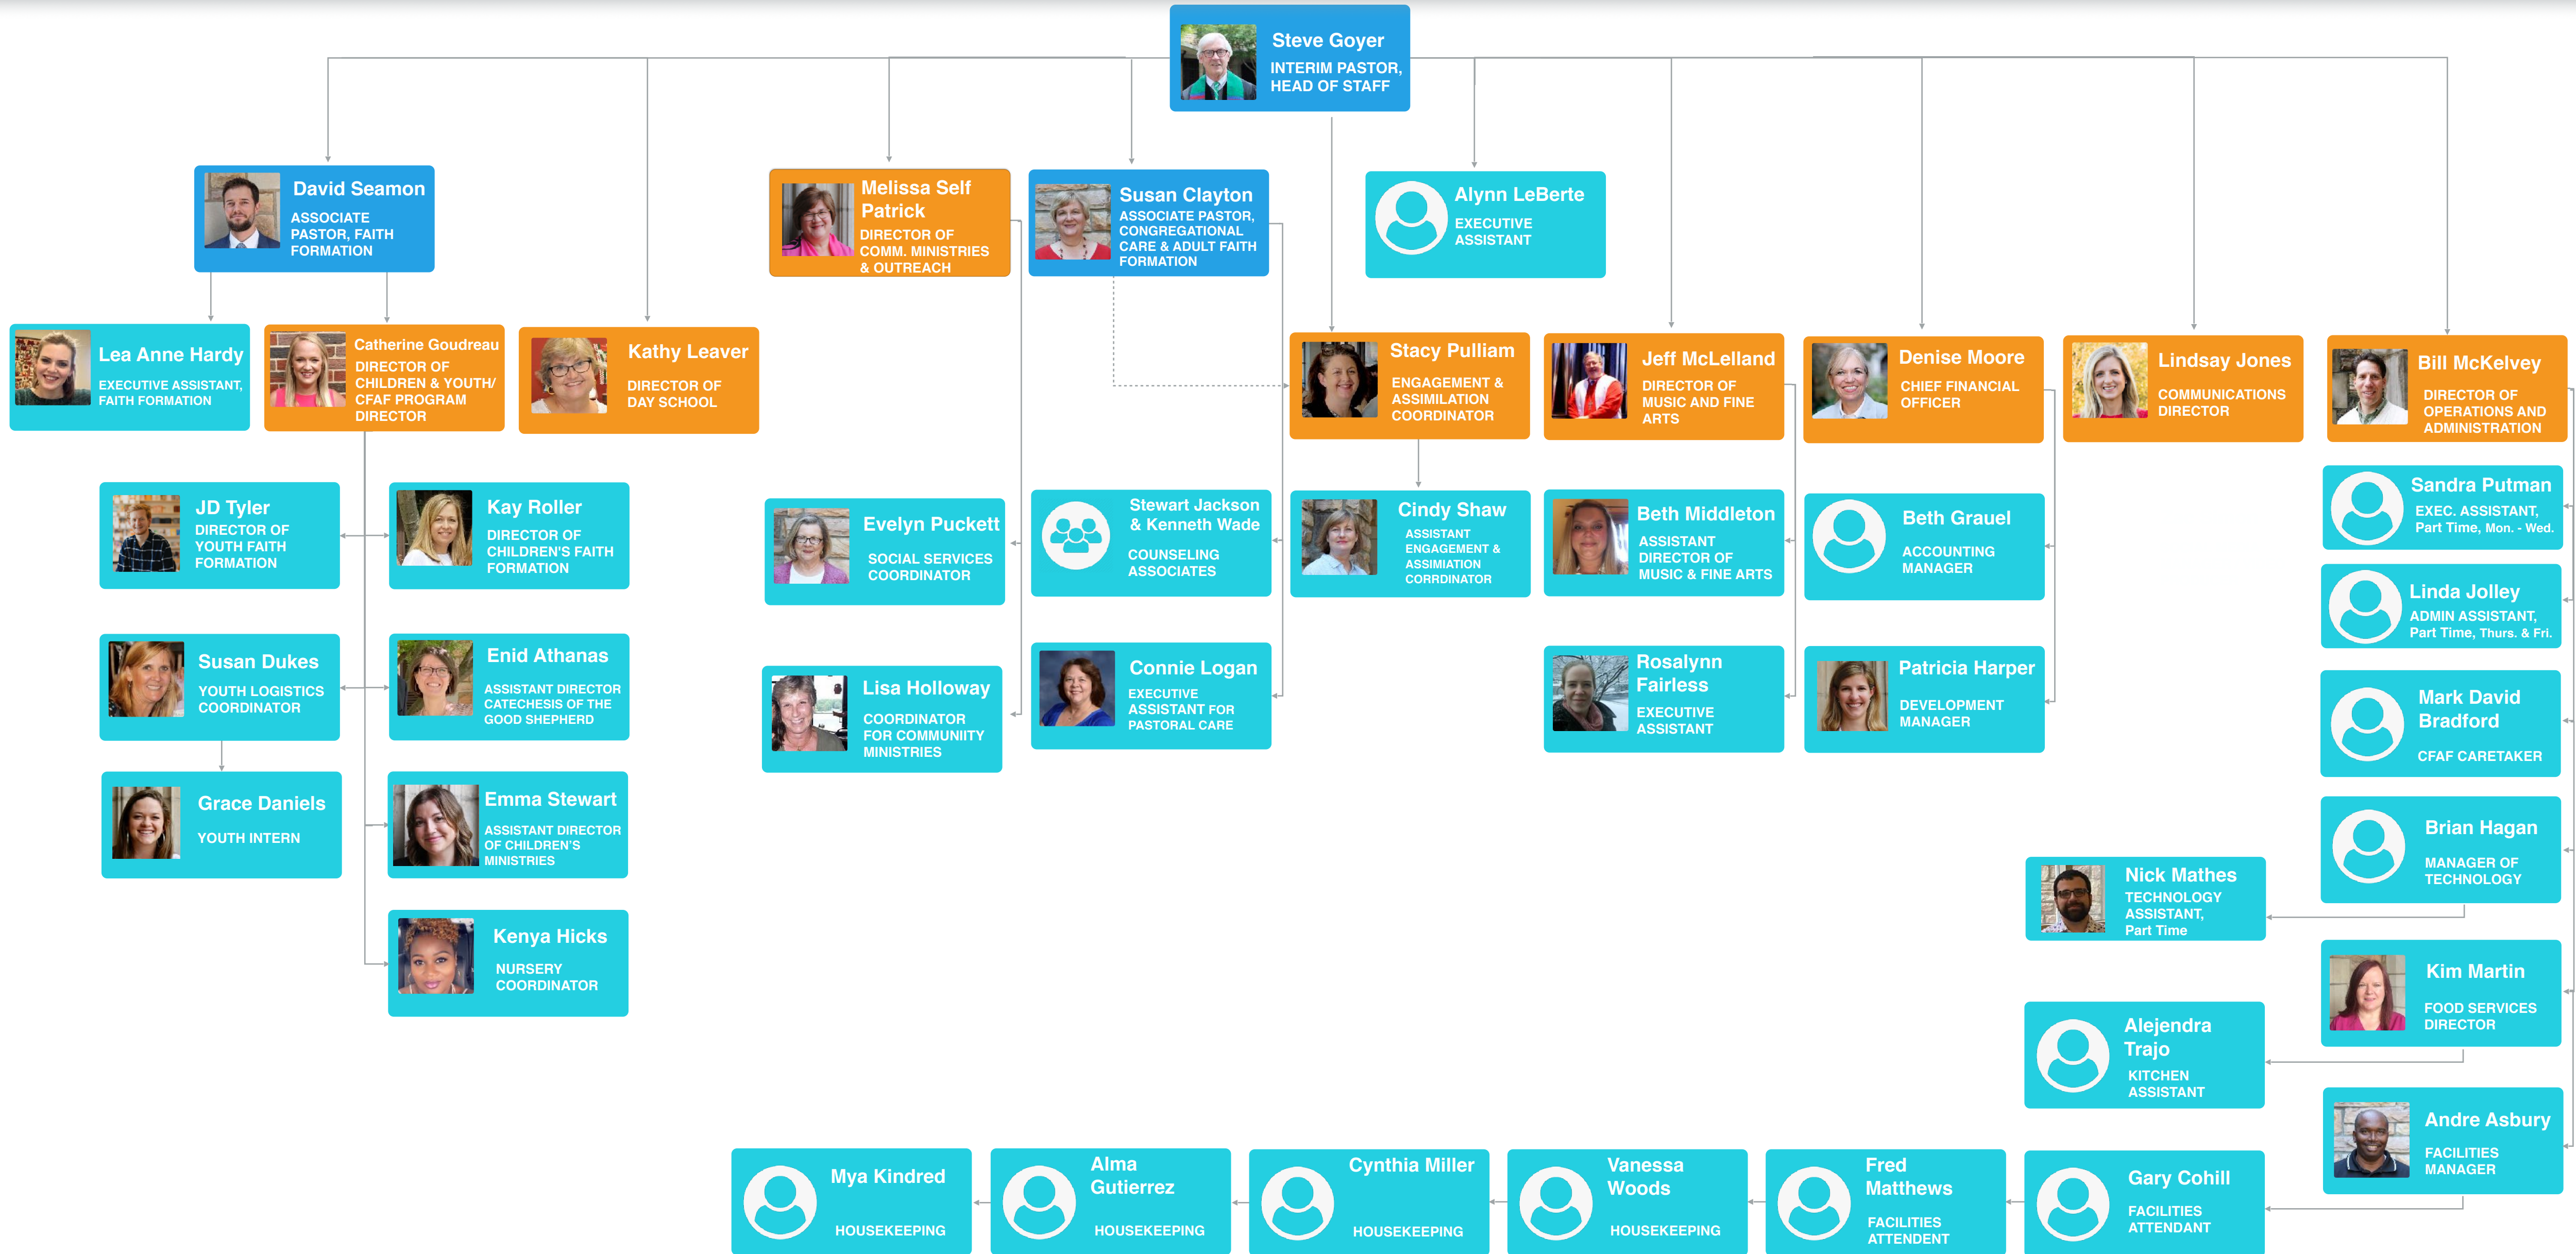 Steve Goyer
INTERIM PASTOR,
HEAD OF STAFF
David Seamon
ASSOCIATE
PASTOR, FAITH
FORMATION
Melissa Self
Patrick
DIRECTOR OF
COMM. MINISTRIES
& OUTREACH
Susan Clayton
ASSOCIATE PASTOR,
CONGREGATIONAL
CARE & ADULT FAITH
FORMATION
Alynn LeBerte
EXECUTIVE
ASSISTANT
Lea Anne Hardy
EXECUTIVE ASSISTANT,
FAITH FORMATION
Catherine Goudreau
DIRECTOR OF
CHILDREN & YOUTH/
CFAF PROGRAM
DIRECTOR
Kathy Leaver
DIRECTOR OF
DAY SCHOOL
Stacy Pulliam
ENGAGEMENT &
ASSIMILATION
COORDINATOR
Jeff McLelland
DIRECTOR OF
MUSIC AND FINE
ARTS
Denise Moore
CHIEF FINANCIAL
OFFICER
Lindsay Jones
COMMUNICATIONS
DIRECTOR
Bill McKelvey
DIRECTOR OF
OPERATIONS AND
ADMINISTRATION
JD Tyler
DIRECTOR OF
YOUTH FAITH
FORMATION
Kay Roller
DIRECTOR OF
CHILDREN'S FAITH
FORMATION
Evelyn Puckett
SOCIAL SERVICES
COORDINATOR
Stewart Jackson
& Kenneth Wade
COUNSELING
ASSOCIATES
Cindy Shaw
ASSISTANT
ENGAGEMENT &
ASSIMIATION
CORRDINATOR
Beth Middleton
ASSISTANT
DIRECTOR OF
MUSIC & FINE ARTS
Beth Grauel
ACCOUNTING
MANAGER
Sandra Putman
EXEC. ASSISTANT,
Part Time, Mon. - Wed.
Linda Jolley
ADMIN ASSISTANT,
Part Time, Thurs. & Fri.
Susan Dukes
YOUTH LOGISTICS
COORDINATOR
Enid Athanas
ASSISTANT DIRECTOR
CATECHESIS OF THE
GOOD SHEPHERD
Lisa Holloway
COORDINATOR
FOR COMMUNIITY
MINISTRIES
Connie Logan
EXECUTIVE
ASSISTANT FOR
PASTORAL CARE
Rosalynn
Fairless
EXECUTIVE
ASSISTANT
Patricia Harper
DEVELOPMENT
MANAGER
Mark David
Bradford
CFAF CARETAKER
Grace Daniels
YOUTH INTERN
Emma Stewart
ASSISTANT DIRECTOR
OF CHILDREN'S
MINISTRIES
Brian Hagan
MANAGER OF
TECHNOLOGY
Nick Mathes
TECHNOLOGY
ASSISTANT,
Part Time
Kenya Hicks
NURSERY
COORDINATOR
Kim Martin
FOOD SERVICES
DIRECTOR
Alejendra
Trajo
KITCHEN
ASSISTANT
Andre Asbury
FACILITIES
MANAGER
Mya Kindred
HOUSEKEEPING
Alma
Gutierrez
HOUSEKEEPING
Cynthia Miller
HOUSEKEEPING
Vanessa
Woods
HOUSEKEEPING
Fred
Matthews
FACILITIES
ATTENDENT
Gary Cohill
FACILITIES
ATTENDANT